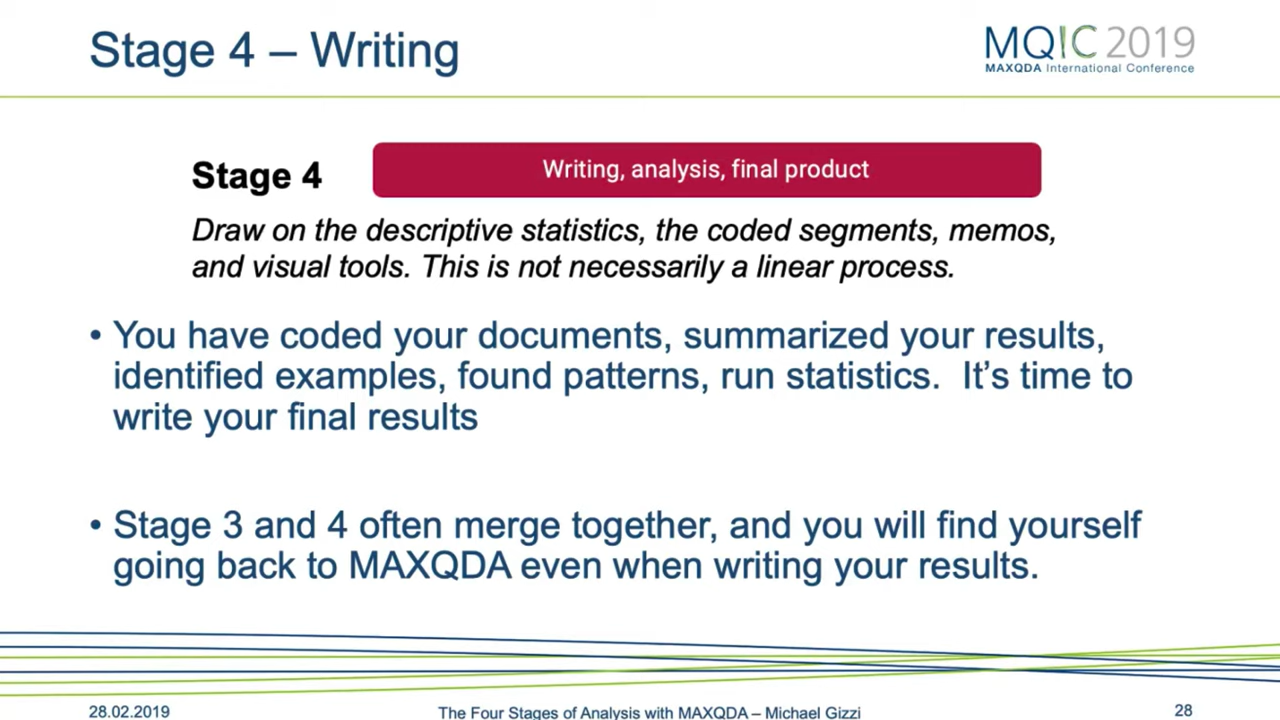 Stage 4 – Writing
MQIC 2019
MAXQDA International Conference
Stage 4
Writing, analysis, final product
Draw on the descriptive statistics, the coded segments, memos,
and visual tools. This is not necessarily a linear process.
• You have coded your documents, summarized your results,
identified examples, found patterns, run statistics.  It’s time to
write your final results
• Stage 3 and 4 often merge together, and you will find yourself
going back to MAXQDA even when writing your results.
28.02.2019
The Four Stages of Analysis with MAXQDA – Michael Gizzi
28